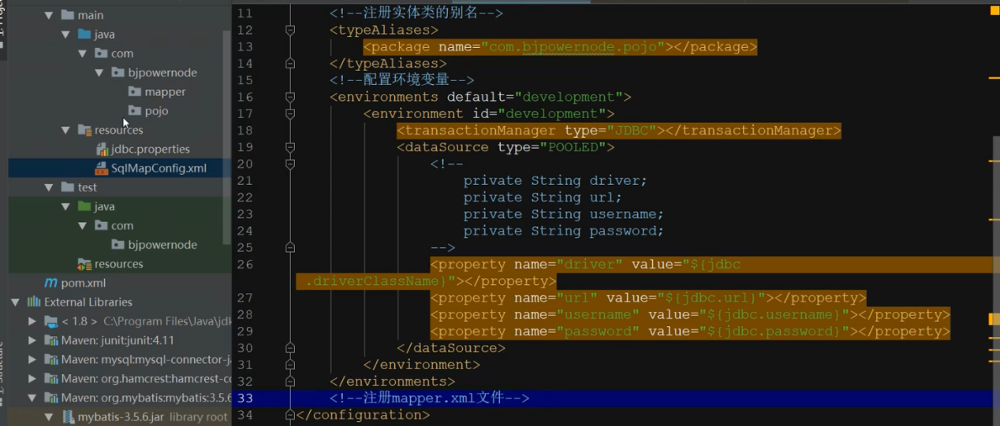 main
java
com
bjpowernode
mapper
pojo
resources
jdbc.properties
SqlMapConfig.xml
test
java
com
bjpowernode
resources
pom.xml
External Libraries
< 1.8 > C:\Program Files\Java\jdk
Maven: junit:junit:4.11
Maven: mysql:mysql-connector-ja
Maven: org.hamcrest:hamcrest-co
Maven: org.mybatis:mybatis:3.5.6
mybatis-3.5.6.jar library root
11 <!--注册实体类的别名-->
12 <typeAliases>
13 <package name="com.bjpowernode.pojo"></package>
14 </typeAliases>
15 <!--配置环境变量-->
16 <environments default="development">
17 <environment id="development">
18 <transactionManager type="JDBC"></transactionManager>
19 <dataSource type="POOLED">
20 <!--
21 private String driver;
22 private String url;
23 private String username;
24 private String password;
25 -->
26 <property name="driver" value="${jdbc
.driverClassName}"></property>
27 <property name="url" value="${jdbc.url}"></property>
28 <property name="username" value="${jdbc.username}"></property>
29 <property name="password" value="${jdbc.password}"></property>
30 </dataSource>
31 </environment>
32 </environments>
33 <!--注册mapper.xml文件-->
34 </configuration>